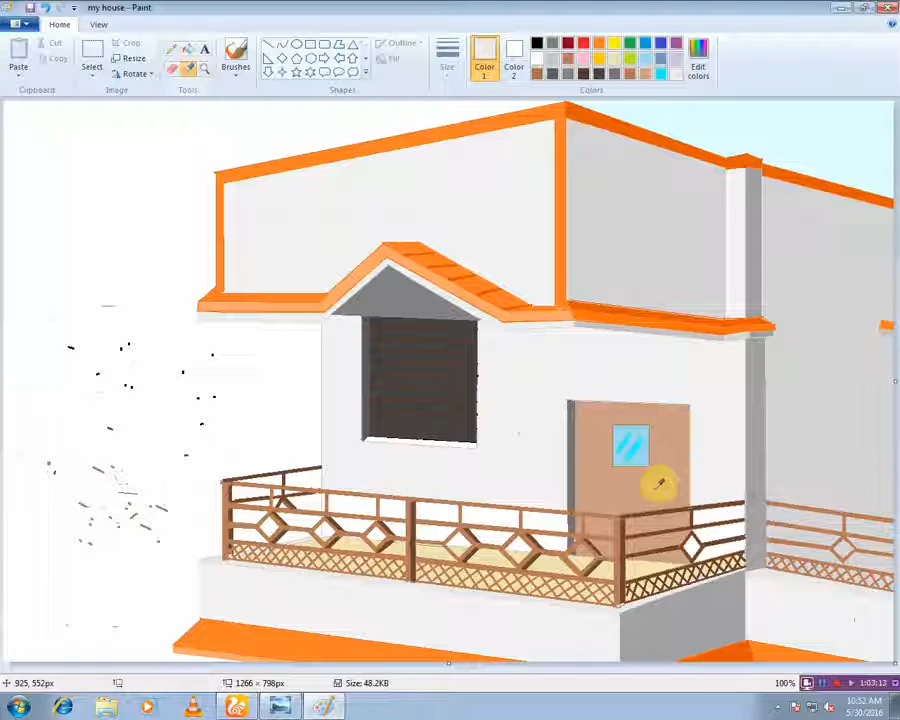 my house - Paint
Home
View
Paste
Cut
Copy
Clipboard
Select
Crop
Resize
Rotate
Image
A
Tools
Brushes
Outline
Fill
Shapes
Size
Color
1
Color
2
Colors
Edit
colors
925, 552px
1266 × 798px
Size: 48.2KB
100%
1:03:13
10:52 AM
5/30/2016